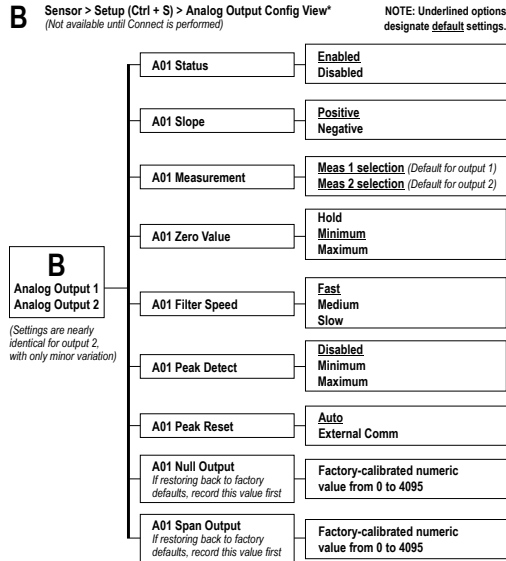 B
Sensor > Setup (Ctrl + S) > Analog Output Config View*
(Not available until Connect is performed)
NOTE: Underlined options
designate default settings.
A01 Status
Enabled
Disabled
A01 Slope
Positive
Negative
A01 Measurement
Meas 1 selection (Default for output 1)
Meas 2 selection (Default for output 2)
A01 Zero Value
Hold
Minimum
Maximum
B
Analog Output 1
Analog Output 2
(Settings are nearly
identical for output 2,
with only minor variation)
A01 Filter Speed
Fast
Medium
Slow
A01 Peak Detect
Disabled
Minimum
Maximum
A01 Peak Reset
Auto
External Comm
A01 Null Output
If restoring back to factory
defaults, record this value first
Factory-calibrated numeric
value from 0 to 4095
A01 Span Output
If restoring back to factory
defaults, record this value first
Factory-calibrated numeric
value from 0 to 4095